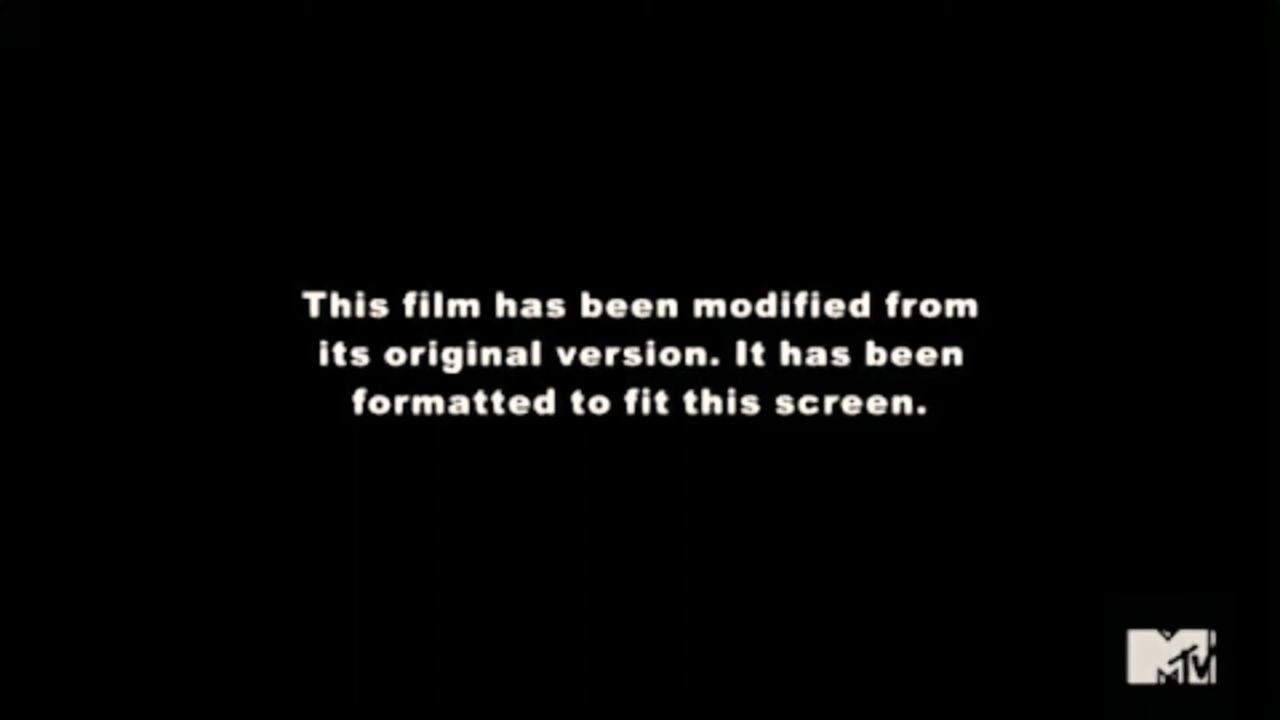 This film has been modified from
its original version. It has been
formatted to fit this screen.
MTV